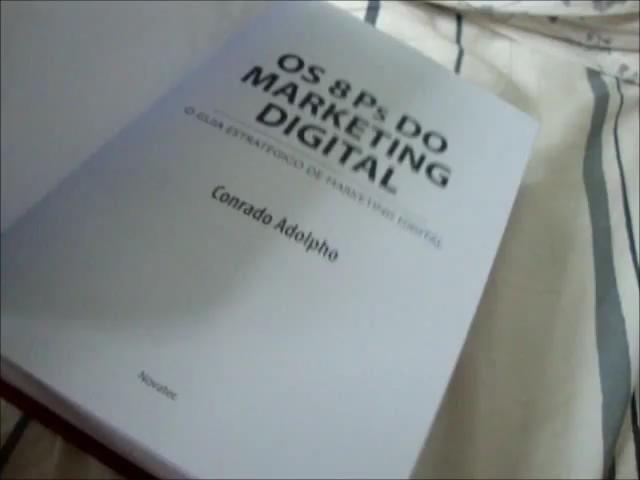 OS 8 Ps DO
MARKETING
DIGITAL
O GUIA ESTRATÉGICO DE MARKETING DIGITAL
Conrado Adolpho
Novatec